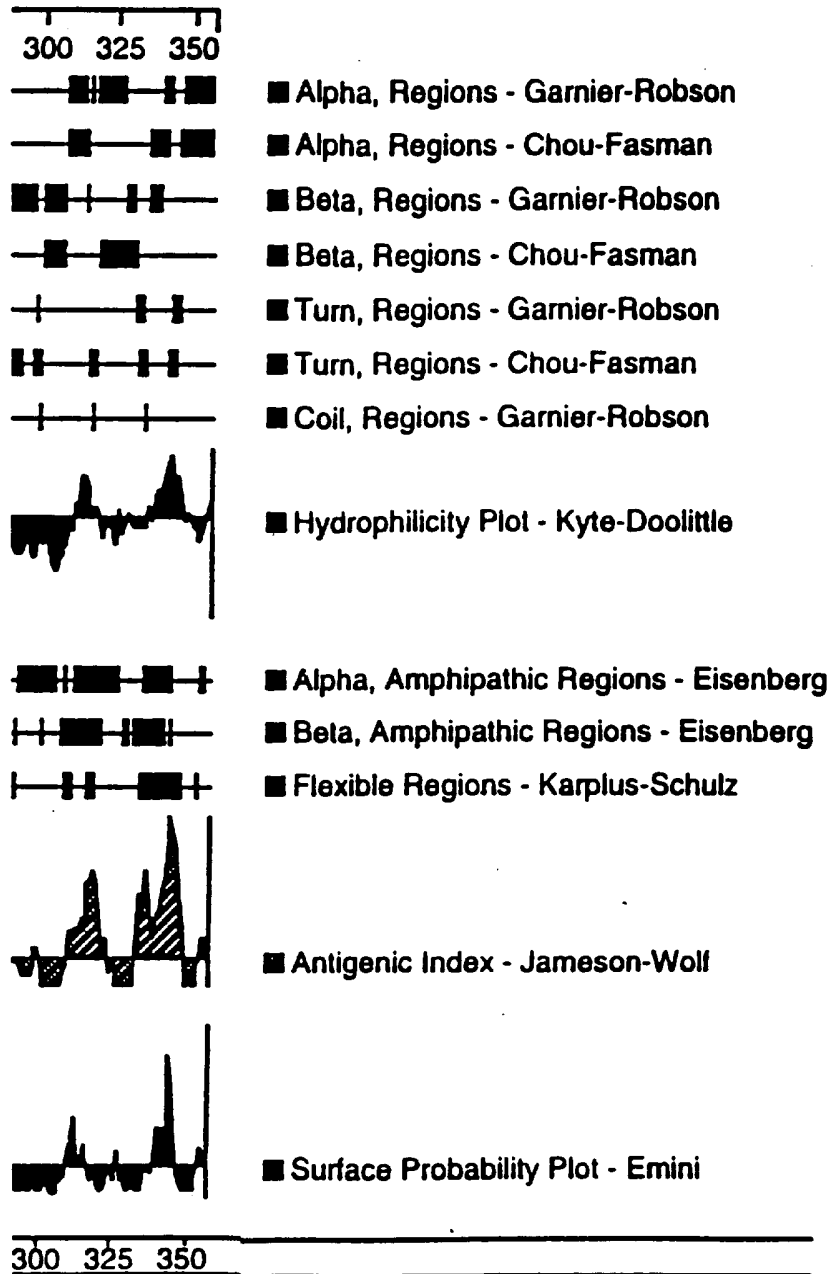 300 325 350
Alpha, Regions - Garnier-Robson
Alpha, Regions - Chou-Fasman
Beta, Regions - Garnier-Robson
Beta, Regions - Chou-Fasman
Turn, Regions - Garnier-Robson
Turn, Regions - Chou-Fasman
Coil, Regions - Garnier-Robson
Hydrophilicity Plot - Kyte-Doolittle
Alpha, Amphipathic Regions - Eisenberg
Beta, Amphipathic Regions - Eisenberg
Flexible Regions - Karplus-Schulz
Antigenic Index - Jameson-Wolf
Surface Probability Plot - Emini
300 325 350